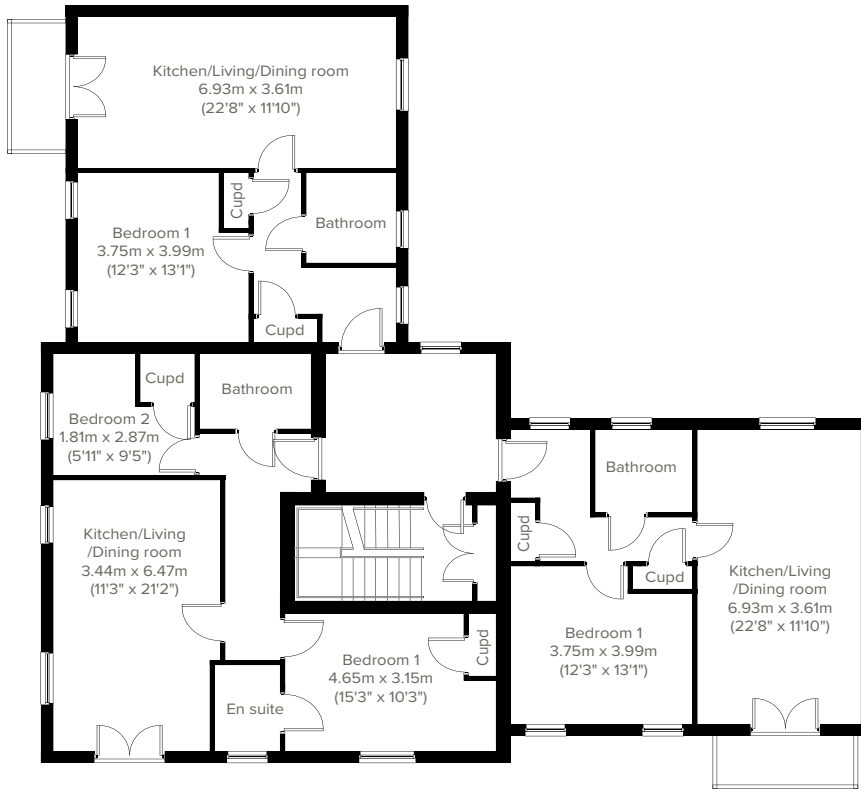 Kitchen/Living/Dining room
6.93m x 3.61m
(22'8" x 11'10")
Cupd
Bathroom
Bedroom 1
3.75m x 3.99m
(12'3" x 13'1")
Cupd
Cupd
Bathroom
Bedroom 2
1.81m x 2.87m
(5'11" x 9'5")
Kitchen/Living
/Dining room
3.44m x 6.47m
(11'3" x 21'2")
Bedroom 1
4.65m x 3.15m
(15'3" x 10'3")
Cupd
En suite
Bathroom
Cupd
Cupd
Kitchen/Living
/Dining room
6.93m x 3.61m
(22'8" x 11'10")
Bedroom 1
3.75m x 3.99m
(12'3" x 13'1")